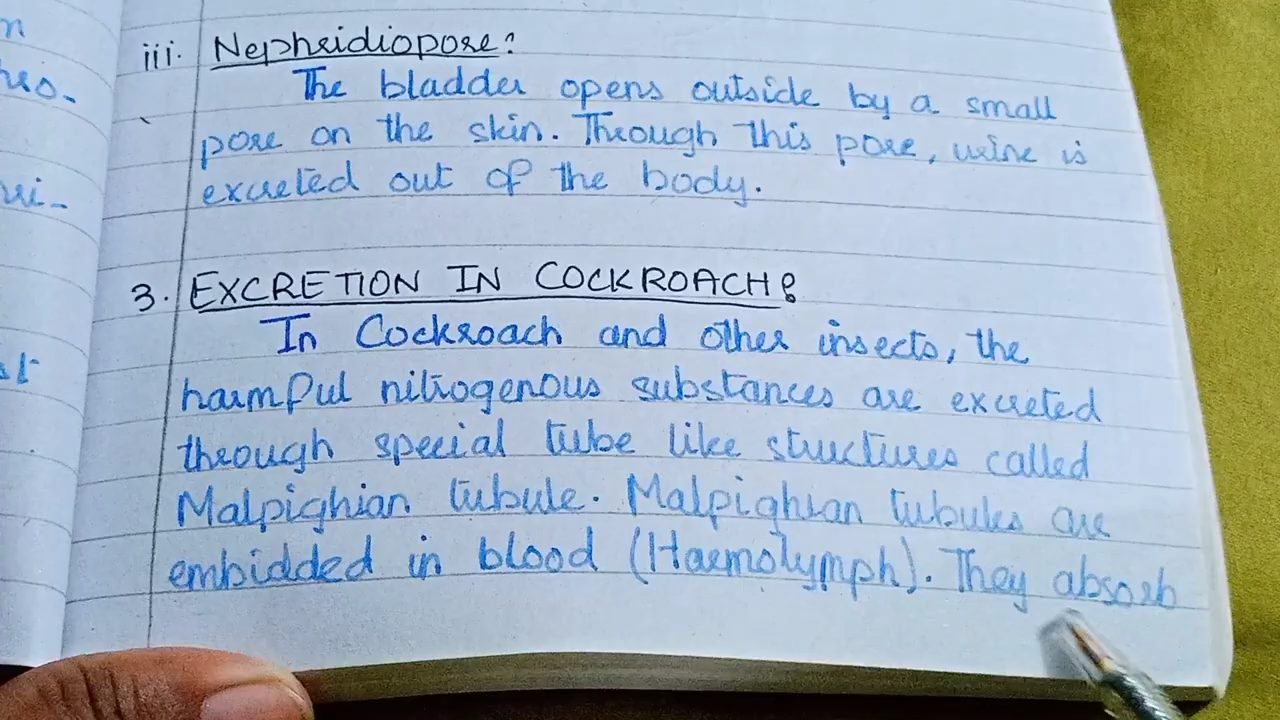 iii. Nephridiopore:
The bladder opens outside by a small
pore on the skin. Through this pore, urine is
excreted out of the body.
3. EXCRETION IN COCKROACH:
In Cockroach and other insects, the
harmful nitrogenous substances are excreted
through special tube like structures called
Malpighian tubule. Malpighian tubules are
embidded in blood (Haemolymph). They absorb